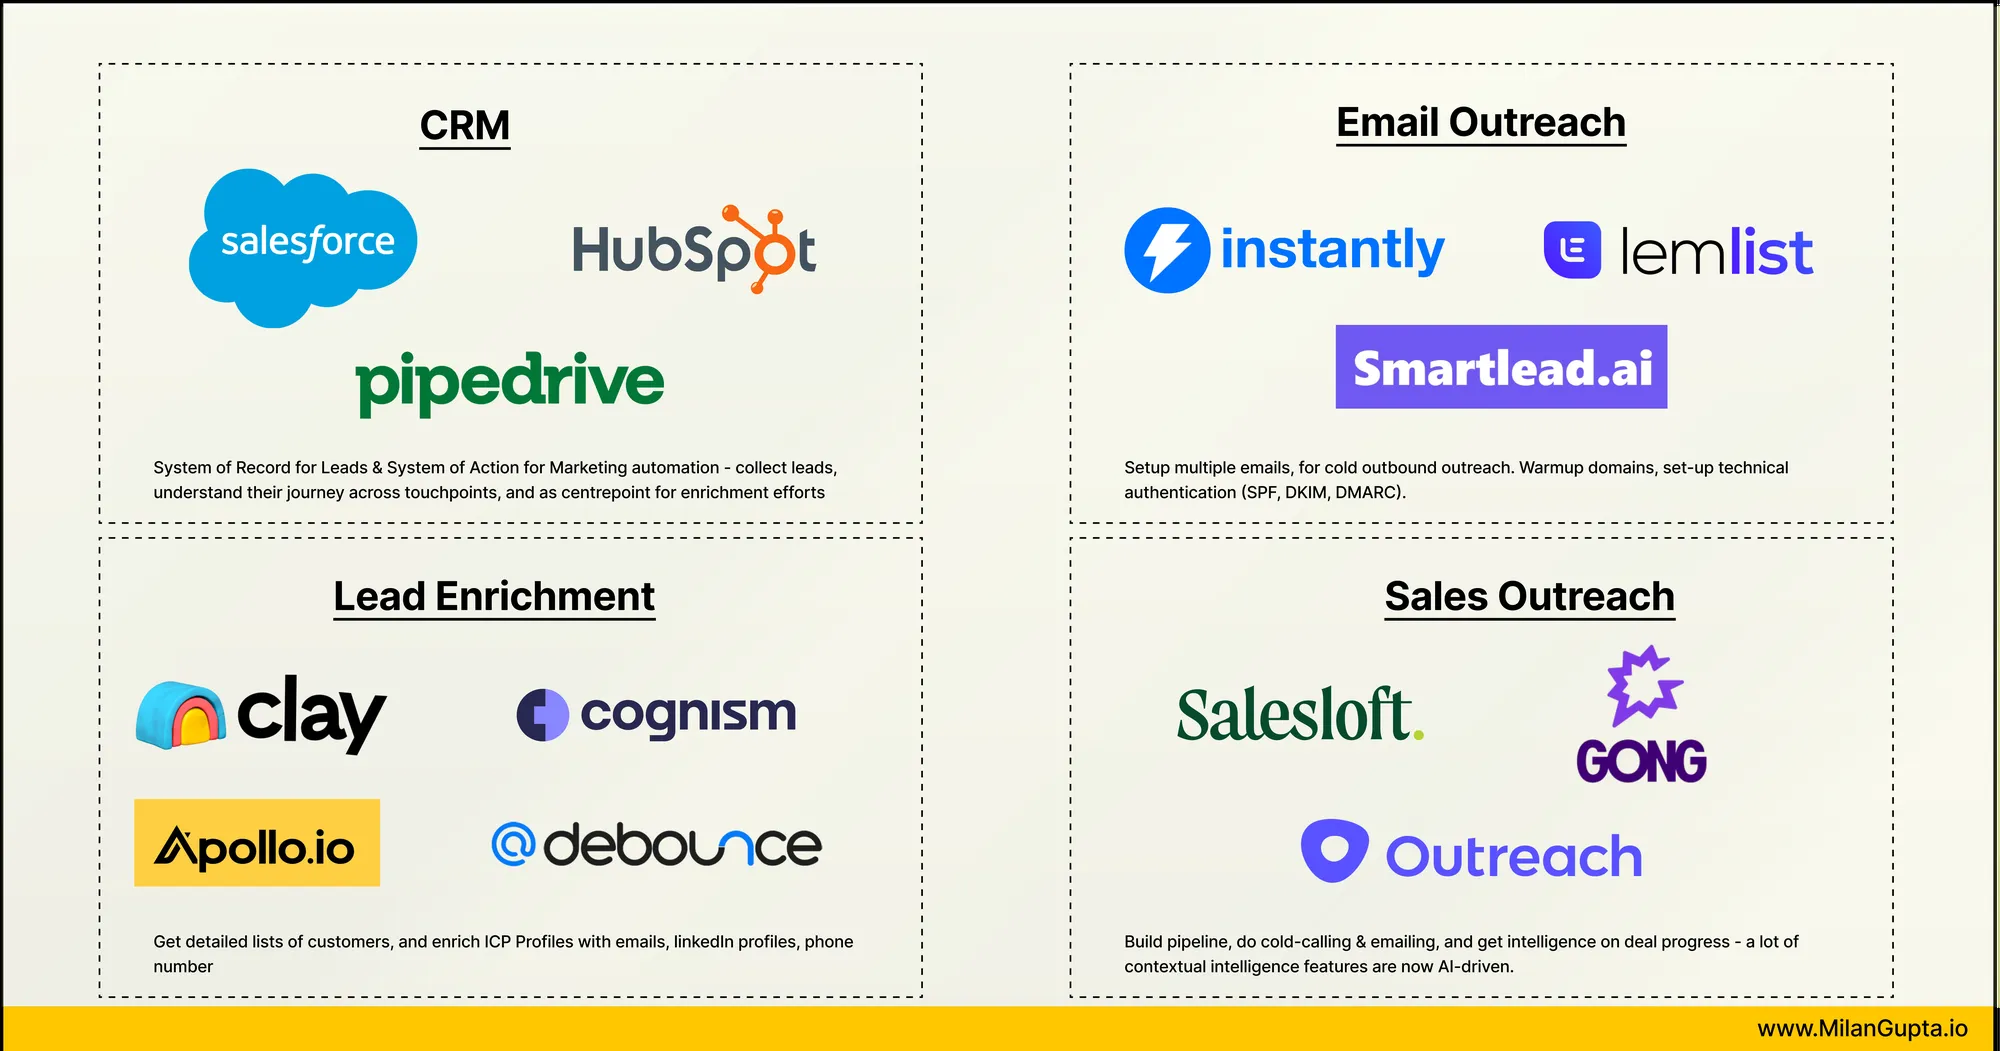 CRM
salesforce
HubSpot
pipedrive
System of Record for Leads & System of Action for Marketing automation - collect leads,
understand their journey across touchpoints, and as centrepoint for enrichment efforts
Email Outreach
instantly
lemlist
Smartlead.ai
Setup multiple emails, for cold outbound outreach. Warmup domains, set-up technical
authentication (SPF, DKIM, DMARC).
Lead Enrichment
clay
cognism
Apollo.io
debounce
Get detailed lists of customers, and enrich ICP Profiles with emails, linkedIn profiles, phone
number
Sales Outreach
Salesloft.
GONG
Outreach
Build pipeline, do cold-calling & emailing, and get intelligence on deal progress - a lot of
contextual intelligence features are now AI-driven.
www.MilanGupta.io